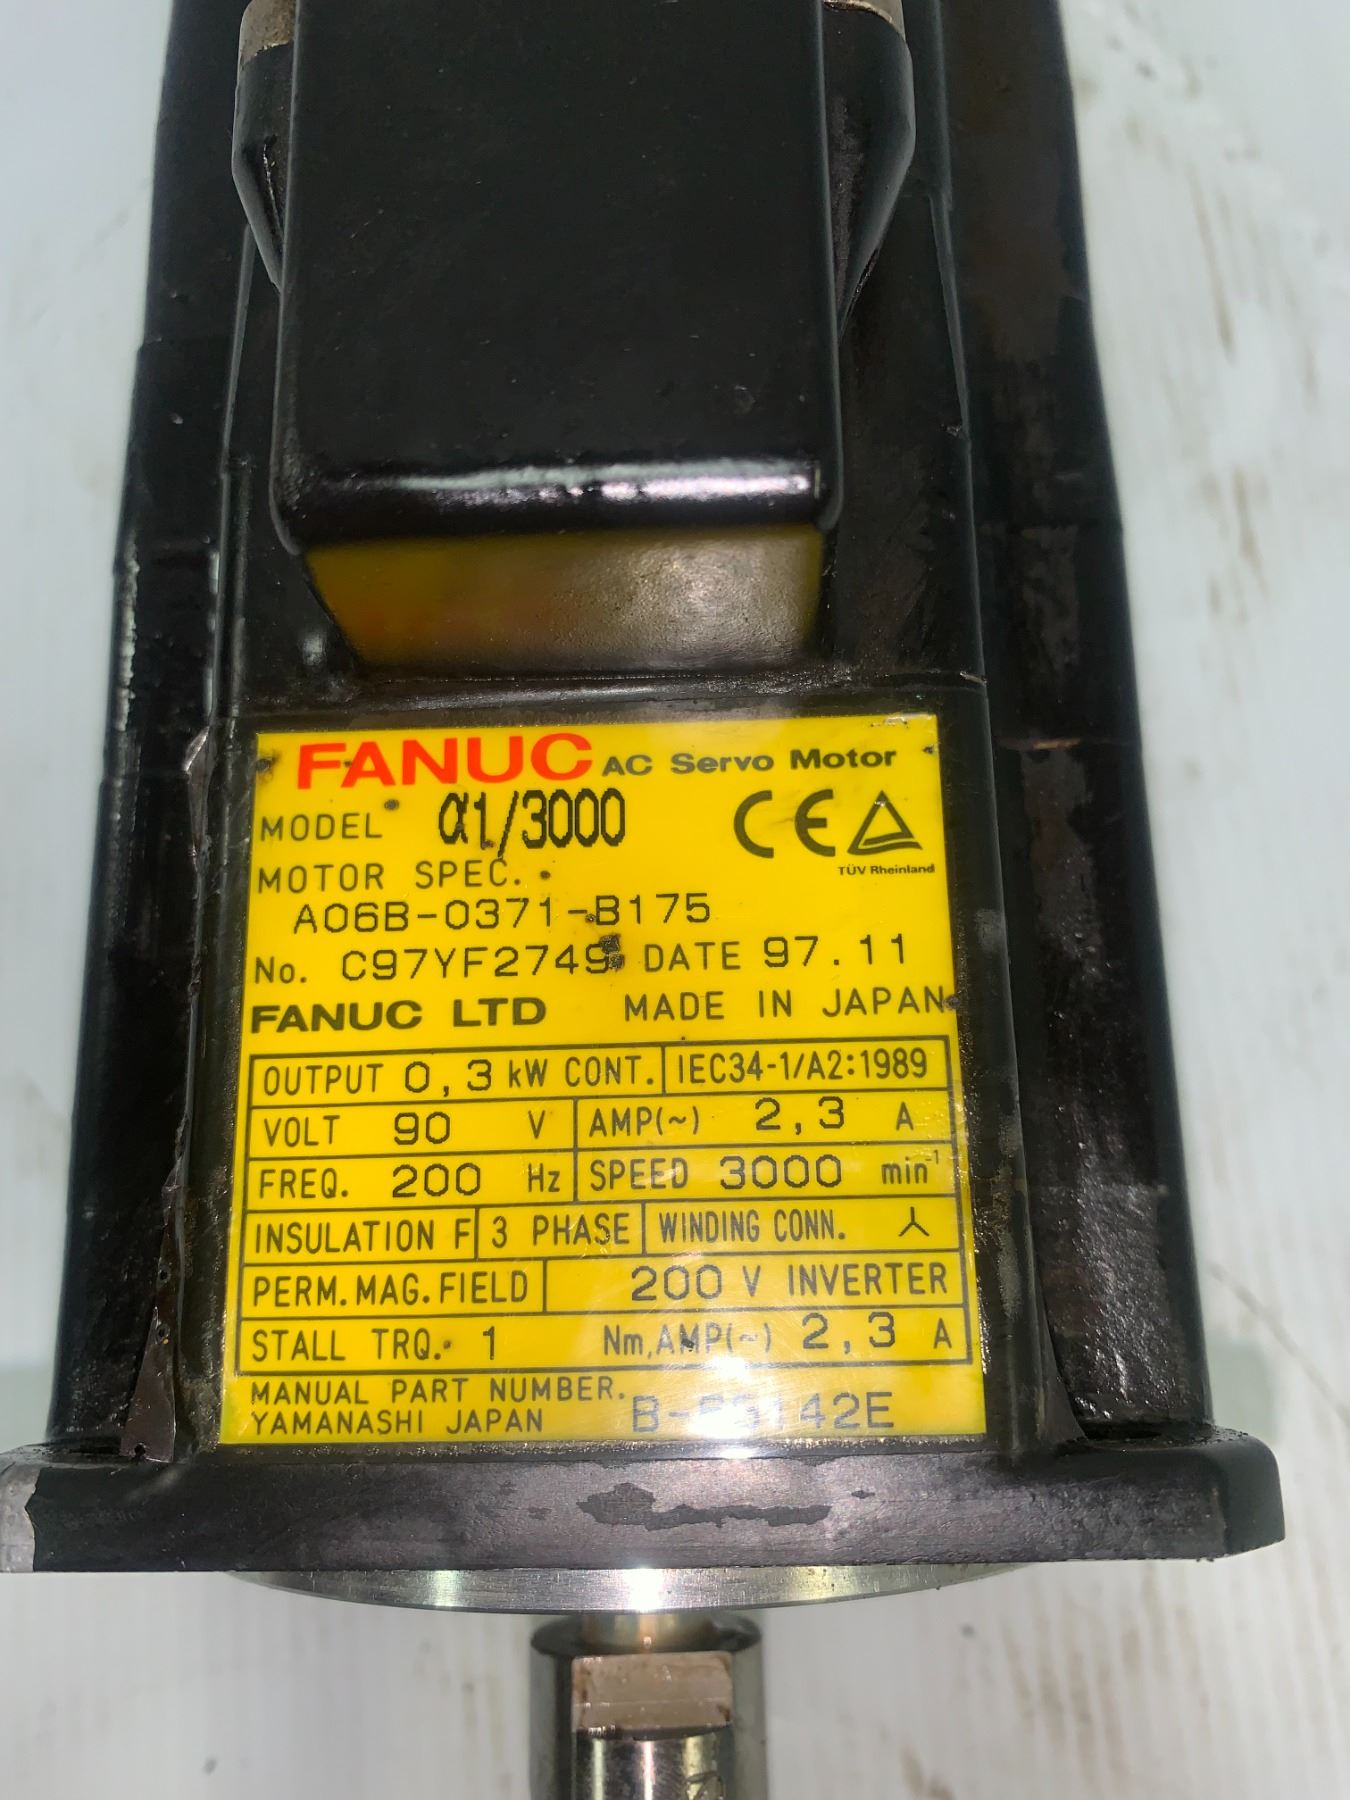 FANUC AC Servo Motor
MODEL α1/3000
CE
TÜV Rheinland
MOTOR SPEC.
A06B-0371-B175
No. C97YF2749 DATE 97.11
FANUC LTD MADE IN JAPAN
OUTPUT 0,3 kW CONT. IEC34-1/A2:1989
VOLT 90 V AMP(~) 2,3 A
FREQ. 200 Hz SPEED 3000 min⁻¹
INSULATION F 3 PHASE WINDING CONN.
PERM.MAG.FIELD 200 V INVERTER
STALL TRQ. 1 Nm,AMP(~) 2,3 A
MANUAL PART NUMBER.
YAMANASHI JAPAN